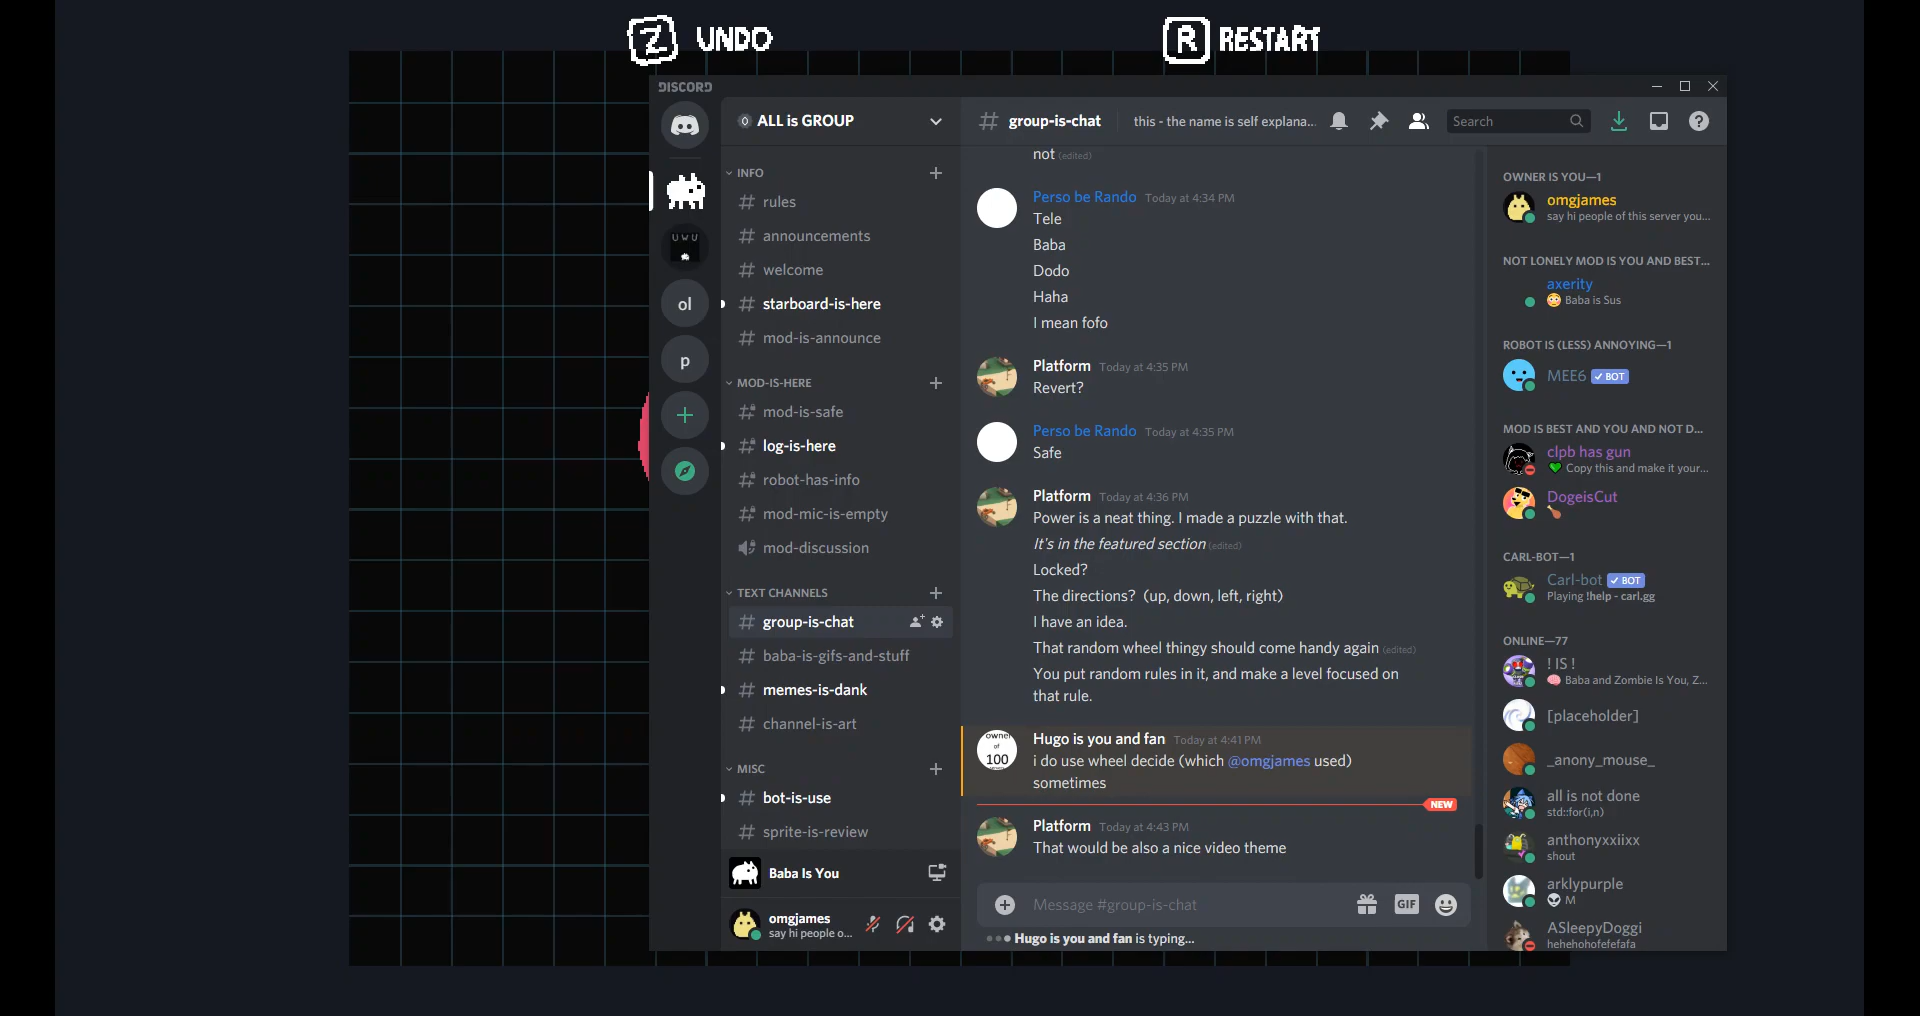 Z UNDO
R RESTART
DISCORD
ALL is GROUP
INFO
rules
announcements
welcome
starboard-is-here
mod-is-announce
MOD-IS-HERE
mod-is-safe
log-is-here
robot-has-info
mod-mic-is-empty
mod-discussion
TEXT CHANNELS
group-is-chat
baba-is-gifs-and-stuff
memes-is-dank
channel-is-art
MISC
bot-is-use
sprite-is-review
Baba Is You
omgjames
say hi people o...
UWU
ol
p
group-is-chat
this - the name is self explana...
Search
not (edited)
Perso be Rando Today at 4:34 PM
Tele
Baba
Dodo
Haha
I mean fofo
Platform Today at 4:35 PM
Revert?
Perso be Rando Today at 4:35 PM
Safe
Platform Today at 4:36 PM
Power is a neat thing. I made a puzzle with that.
It's in the featured section (edited)
Locked?
The directions? (up, down, left, right)
I have an idea.
That random wheel thingy should come handy again (edited)
You put random rules in it, and make a level focused on
that rule.
owner
of
100
Hugo is you and fan Today at 4:41 PM
i do use wheel decide (which @omgjames used)
sometimes
NEW
Platform Today at 4:43 PM
That would be also a nice video theme
Message #group-is-chat
GIF
Hugo is you and fan is typing...
OWNER IS YOU—1
omgjames
say hi people of this server you...
NOT LONELY MOD IS YOU AND BEST...
axerity
Baba is Sus
ROBOT IS (LESS) ANNOYING—1
MEE6 BOT
MOD IS BEST AND YOU AND NOT D...
clpb has gun
Copy this and make it your...
DogeisCut
CARL-BOT—1
Carl-bot BOT
Playing !help - carl.gg
ONLINE—77
! IS !
Baba and Zombie Is You, Z...
[placeholder]
_anony_mouse_
all is not done
std::for(i,n)
anthonyxxiixx
shout
arklypurple
M
ASleepyDoggi
hehehohofefefafa